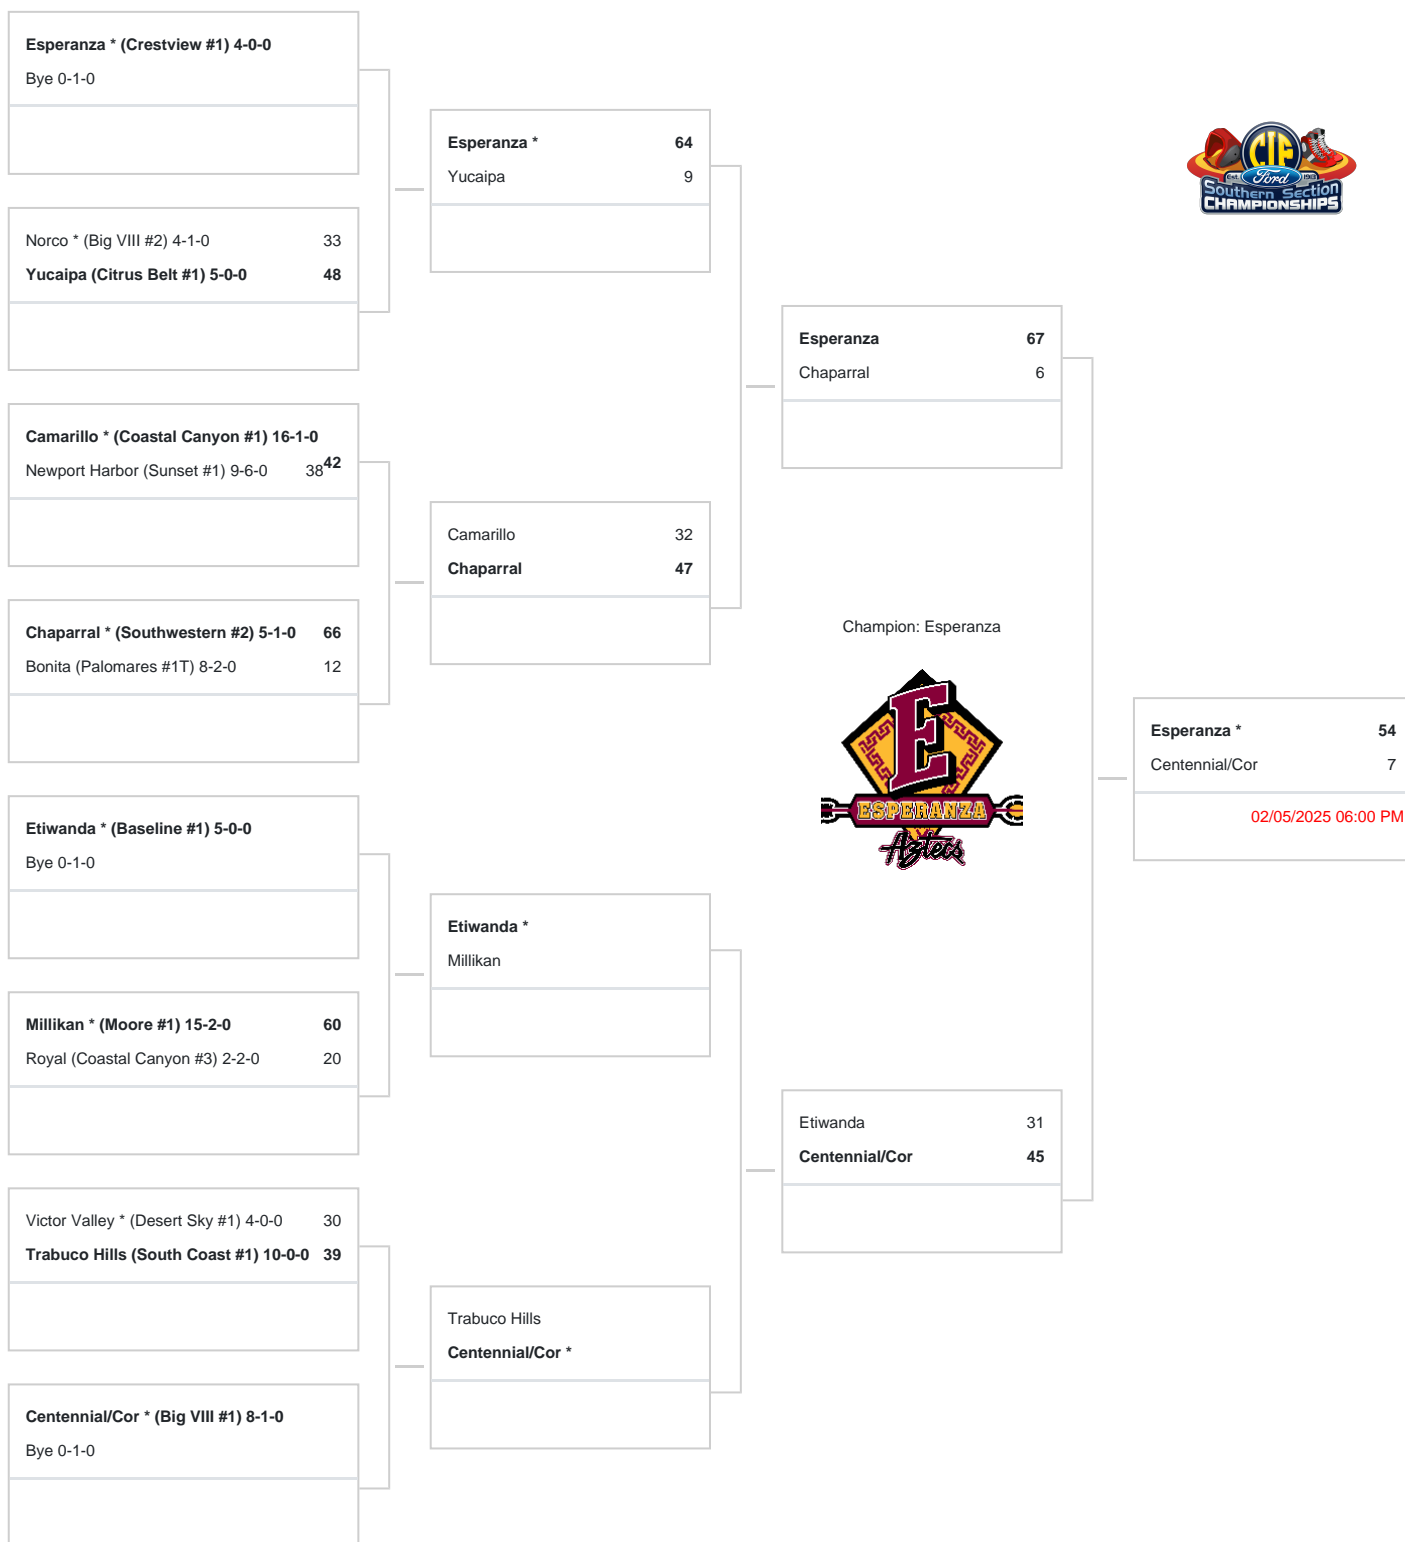 Esperanza * (Crestview #1) 4-0-0
Bye 0-1-0
Norco * (Big VIII #2) 4-1-0 33
Yucaipa (Citrus Belt #1) 5-0-0 48
Camarillo * (Coastal Canyon #1) 16-1-0 42
Newport Harbor (Sunset #1) 9-6-0 38
Chaparral * (Southwestern #2) 5-1-0 66
Bonita (Palomares #1T) 8-2-0 12
Etiwanda * (Baseline #1) 5-0-0
Bye 0-1-0
Millikan * (Moore #1) 15-2-0 60
Royal (Coastal Canyon #3) 2-2-0 20
Victor Valley * (Desert Sky #1) 4-0-0 30
Trabuco Hills (South Coast #1) 10-0-0 39
Centennial/Cor * (Big VIII #1) 8-1-0
Bye 0-1-0
Esperanza * 64
Yucaipa 9
Camarillo 32
Chaparral 47
Etiwanda *
Millikan
Trabuco Hills
Centennial/Cor *
Esperanza 67
Chaparral 6
Etiwanda 31
Centennial/Cor 45
Champion: Esperanza
E
ESPERANZA
Aztecs
CIF
Est. 1913
Ford
Southern Section
CHAMPIONSHIPS
Esperanza * 54
Centennial/Cor 7
02/05/2025 06:00 PM